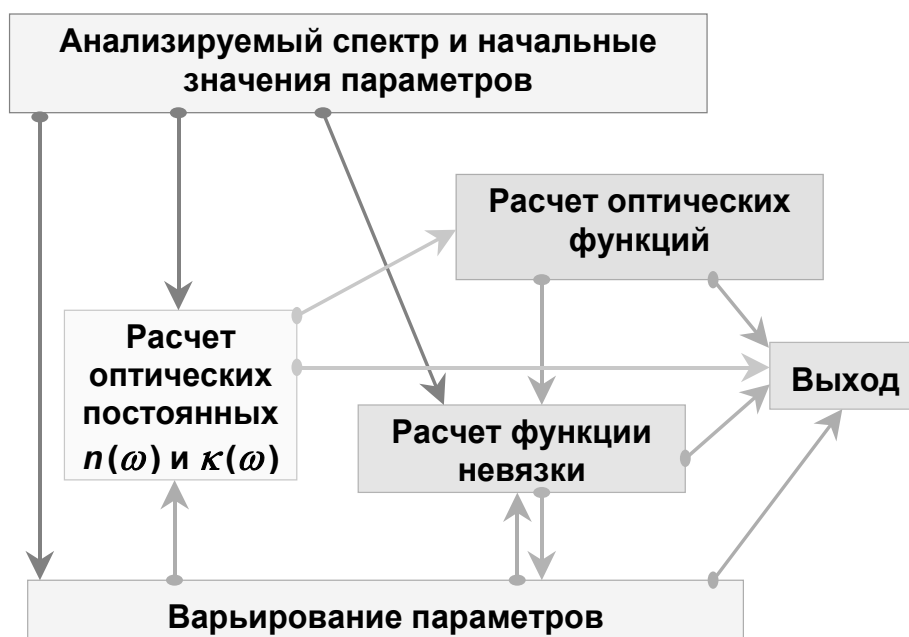 Анализируемый спектр и начальные
значения параметров
Расчет оптических
функций
Расчет
оптических
постоянных
n(ω) и κ(ω)
Выход
Расчет функции
невязки
Варьирование параметров